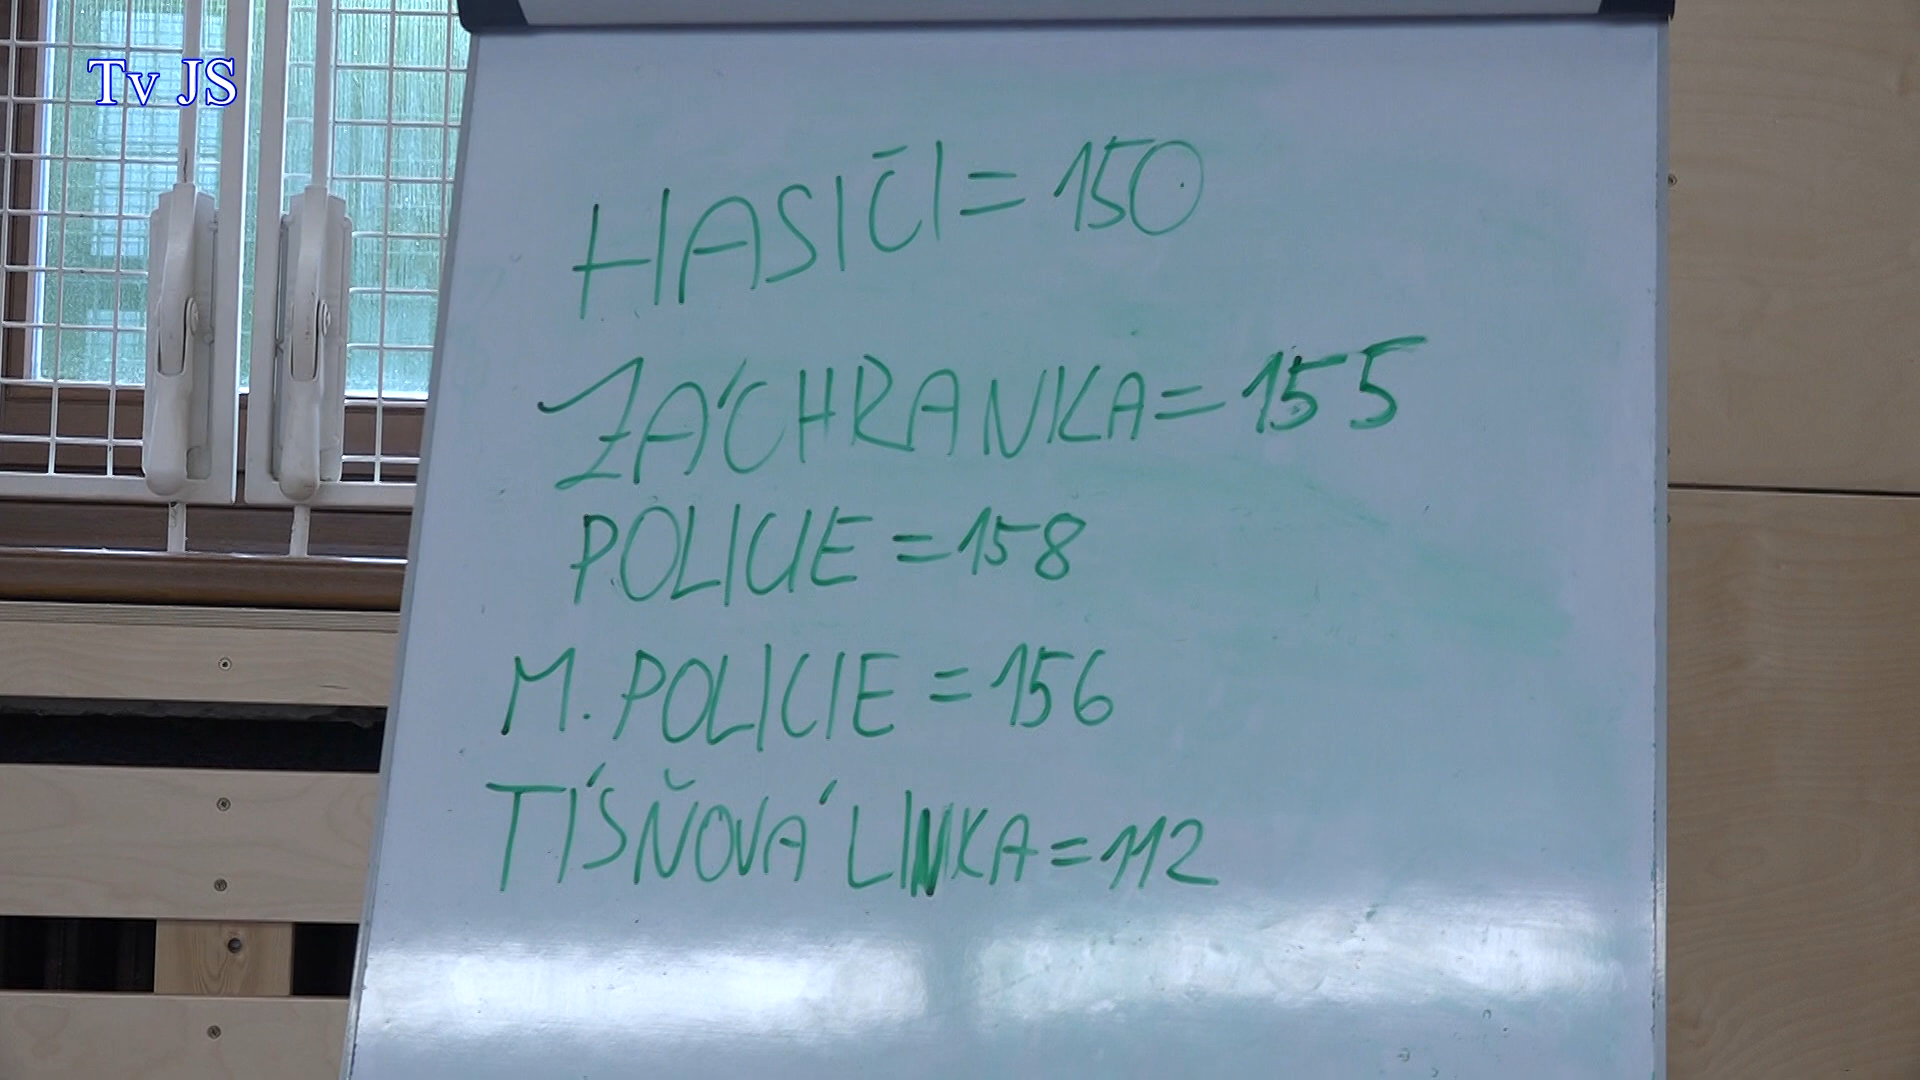 Tv JS
HASIČI = 150
ZÁCHRANKA = 155
POLICIE = 158
M. POLICIE = 156
TÍSŇOVÁ LINKA = 112